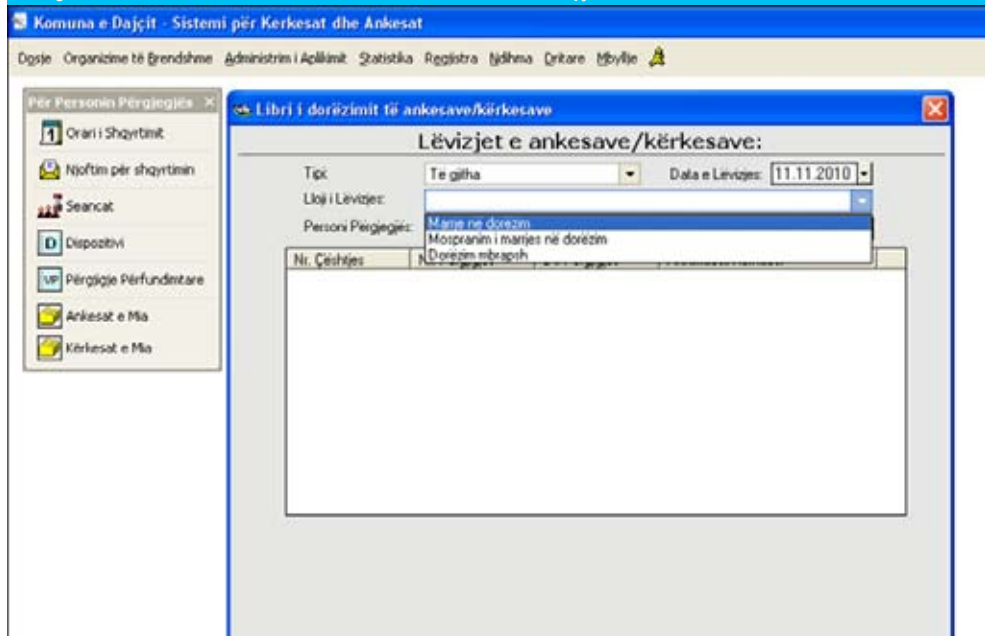 Komuna e Dajçit - Sistemi për Kerkesat dhe Ankesat
Dosje Organizime të Brendshme Administrim i Aplikimit Statistika Regjistra Ndihma Dritare Mbyllje
Për Personin Përgjegjës
Orari i Shqyrtimit
Njoftim për shqyrtimin
Seancat
D Dispozitivi
VP Përgjigje Përfundimtare
Ankesat e Mia
Kërkesat e Mia
Libri i dorëzimit të ankesave/kërkesave
Lëvizjet e ankesave/kërkesave:
Tipi: Te gjitha Data e Levizjes: 11.11.2010
Lloji i Lëvizjes:
Marrje në dorëzim
Personi Përgjegjës:
Mospranim i marrjes në dorëzim
Dorëzim mbrapsh
Nr. Çështjes